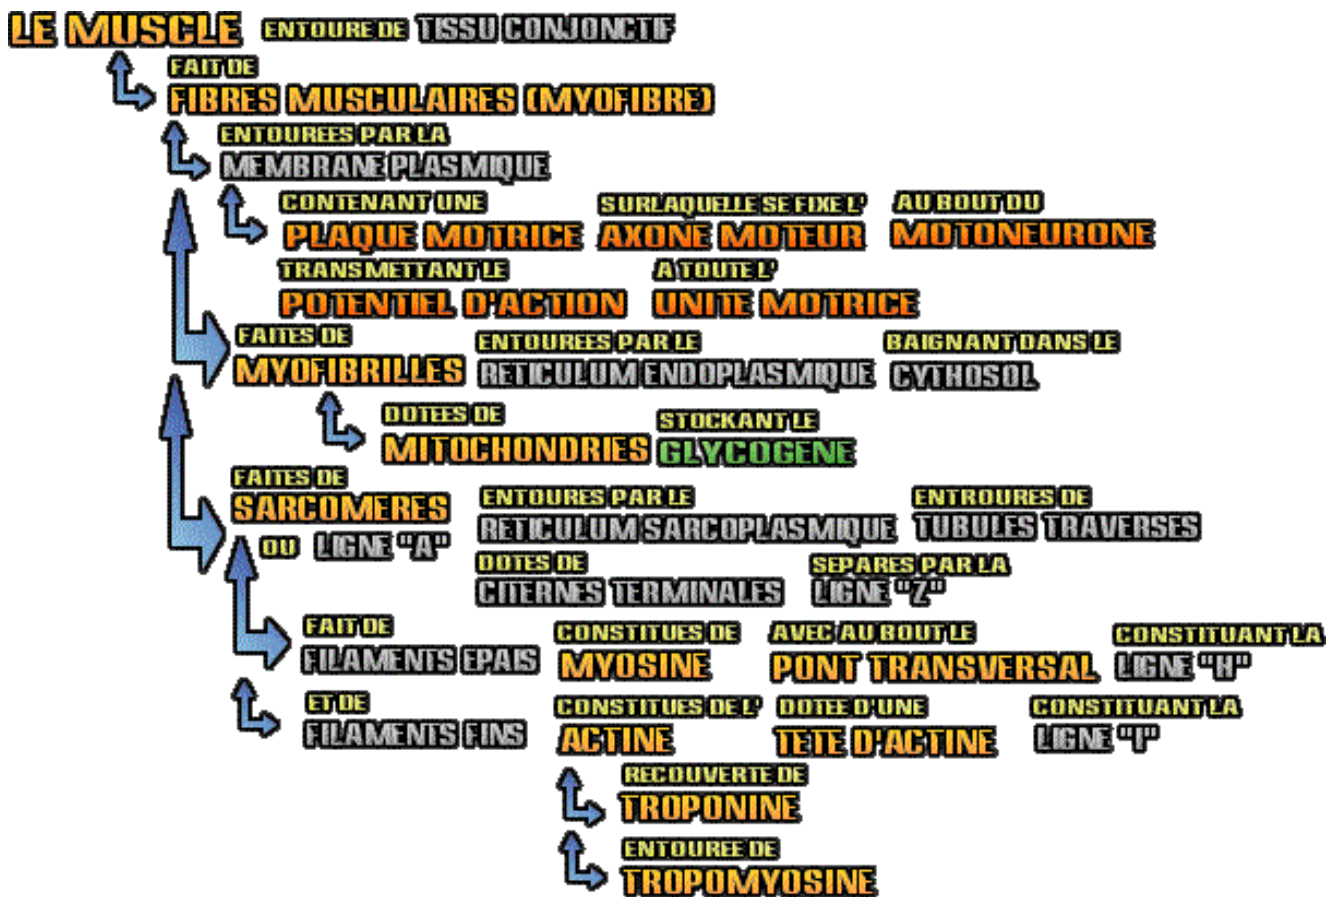 LE MUSCLE ENTOURE DE TISSU CONJONCTIF
FAIT DE
FIBRES MUSCULAIRES (MYOFIBRE)
ENTOUREES PAR LA
MEMBRANE PLASMIQUE
CONTENANT UNE SUR LAQUELLE SE FIXE L' AU BOUT DU
PLAQUE MOTRICE AXONE MOTEUR MOTONEURONE
TRANSMETTANT LE A TOUTE L'
POTENTIEL D'ACTION UNITE MOTRICE
FAITES DE ENTOUREES PAR LE BAIGNANT DANS LE
MYOFIBRILLES RETICULUM ENDOPLASMIQUE CYTHOSOL
DOTEES DE STOCKANT LE
MITOCHONDRIES GLYCOGENE
FAITES DE ENTOURES PAR LE ENTROURES DE
SARCOMERES RETICULUM SARCOPLASMIQUE TUBULES TRAVERSES
OU LIGNE "A"
DOTES DE SEPARES PAR LA
CITERNES TERMINALES LIGNE "Z"
FAIT DE CONSTITUES DE AVEC AU BOUT LE CONSTITUANT LA
FILAMENTS EPAIS MYOSINE PONT TRANSVERSAL LIGNE "H"
ET DE CONSTITUES DE L' DOTEE D'UNE CONSTITUANT LA
FILAMENTS FINS ACTINE TETE D'ACTINE LIGNE "I"
RECOUVERTE DE
TROPONINE
ENTOUREE DE
TROPOMYOSINE